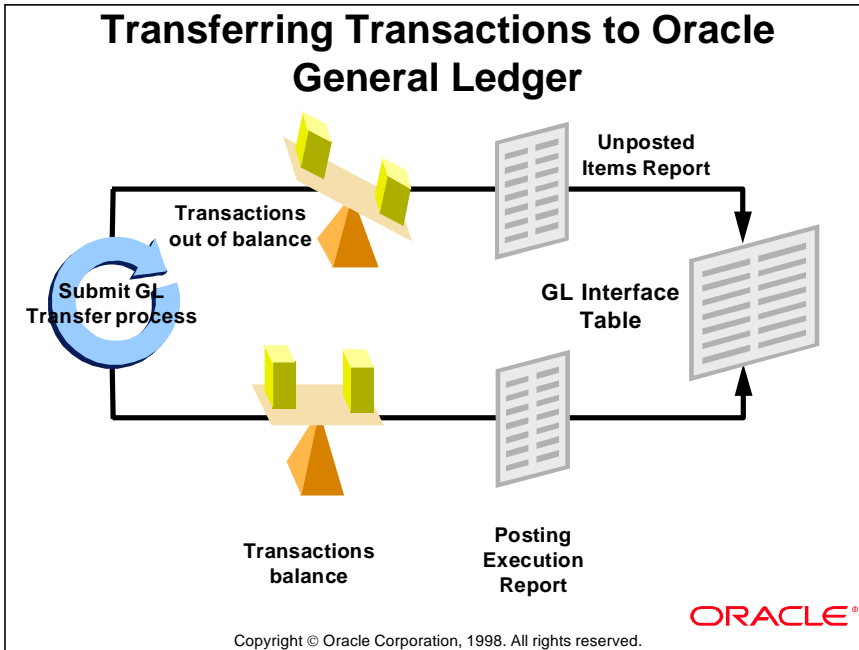 Transferring Transactions to Oracle
General Ledger
Unposted
Items Report
Transactions
out of balance
Submit GL
Transfer process
GL Interface
Table
Transactions
balance
Posting
Execution
Report
ORACLE®
Copyright © Oracle Corporation, 1998. All rights reserved.